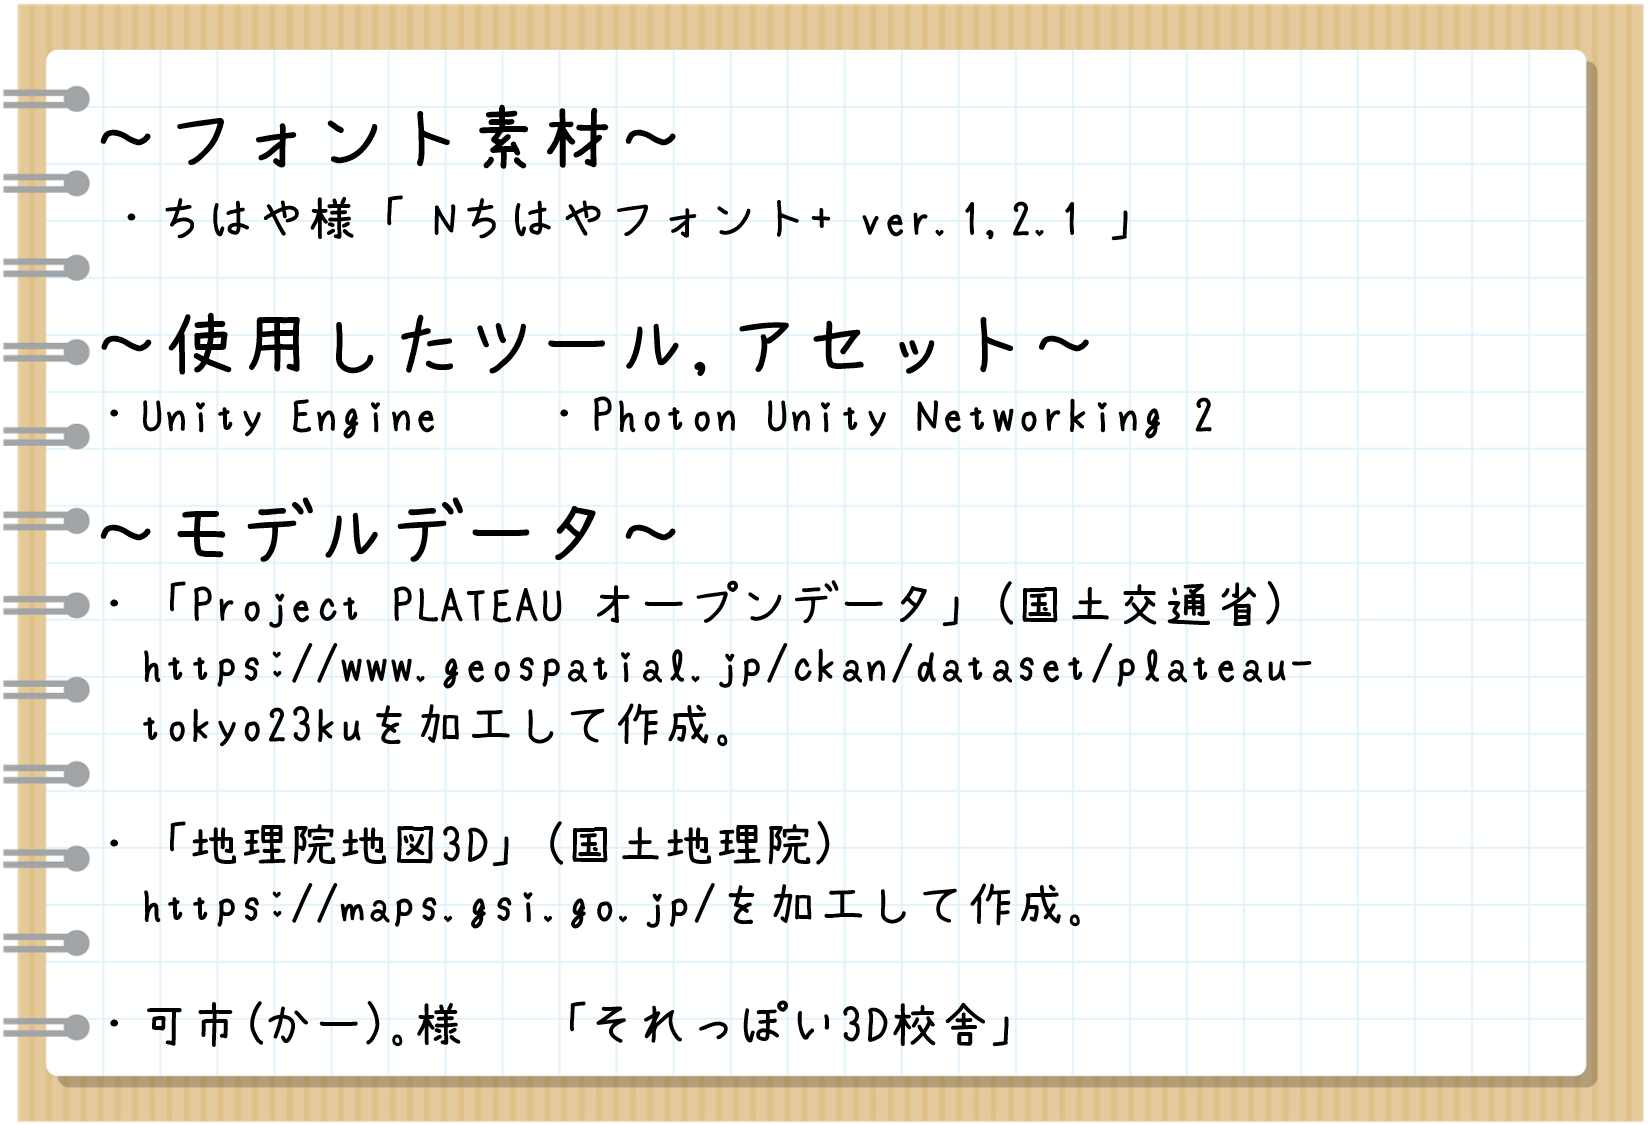 ～フォント素材～
・ちはや様「 Nちはやフォント+ ver.1,2.1 」
～使用したツール,アセット～
・Unity Engine　　・Photon Unity Networking 2
～モデルデータ～
・「Project PLATEAU オープンデータ」(国土交通省)
https://www.geospatial.jp/ckan/dataset/plateau-
tokyo23kuを加工して作成。
・「地理院地図3D」(国土地理院)
https://maps.gsi.go.jp/を加工して作成。
・可市(かー)。様　　「それっぽい3D校舎」